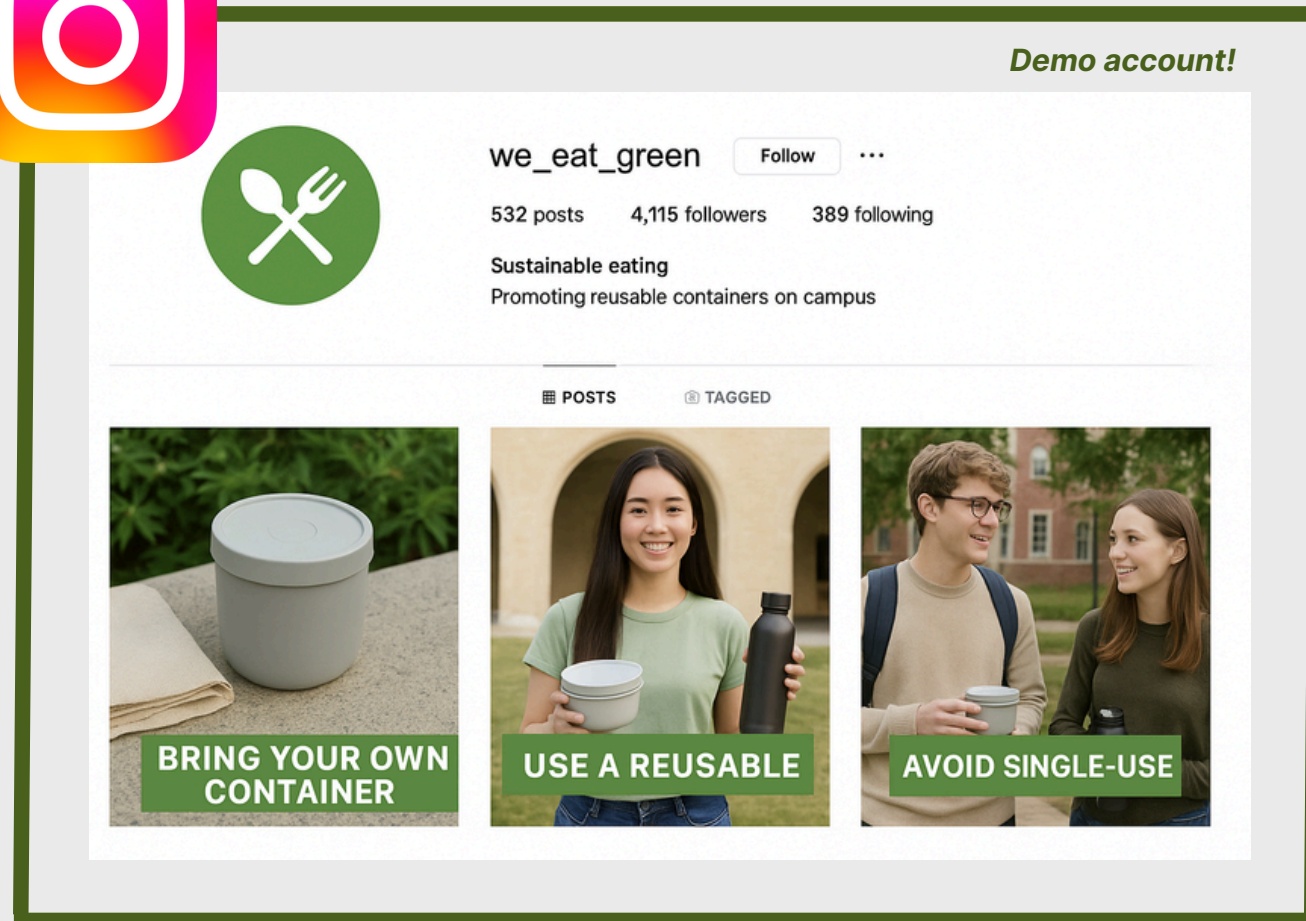 Demo account!
we_eat_green Follow ...
532 posts 4,115 followers 389 following
Sustainable eating
Promoting reusable containers on campus
POSTS TAGGED
BRING YOUR OWN
CONTAINER
USE A REUSABLE
AVOID SINGLE-USE